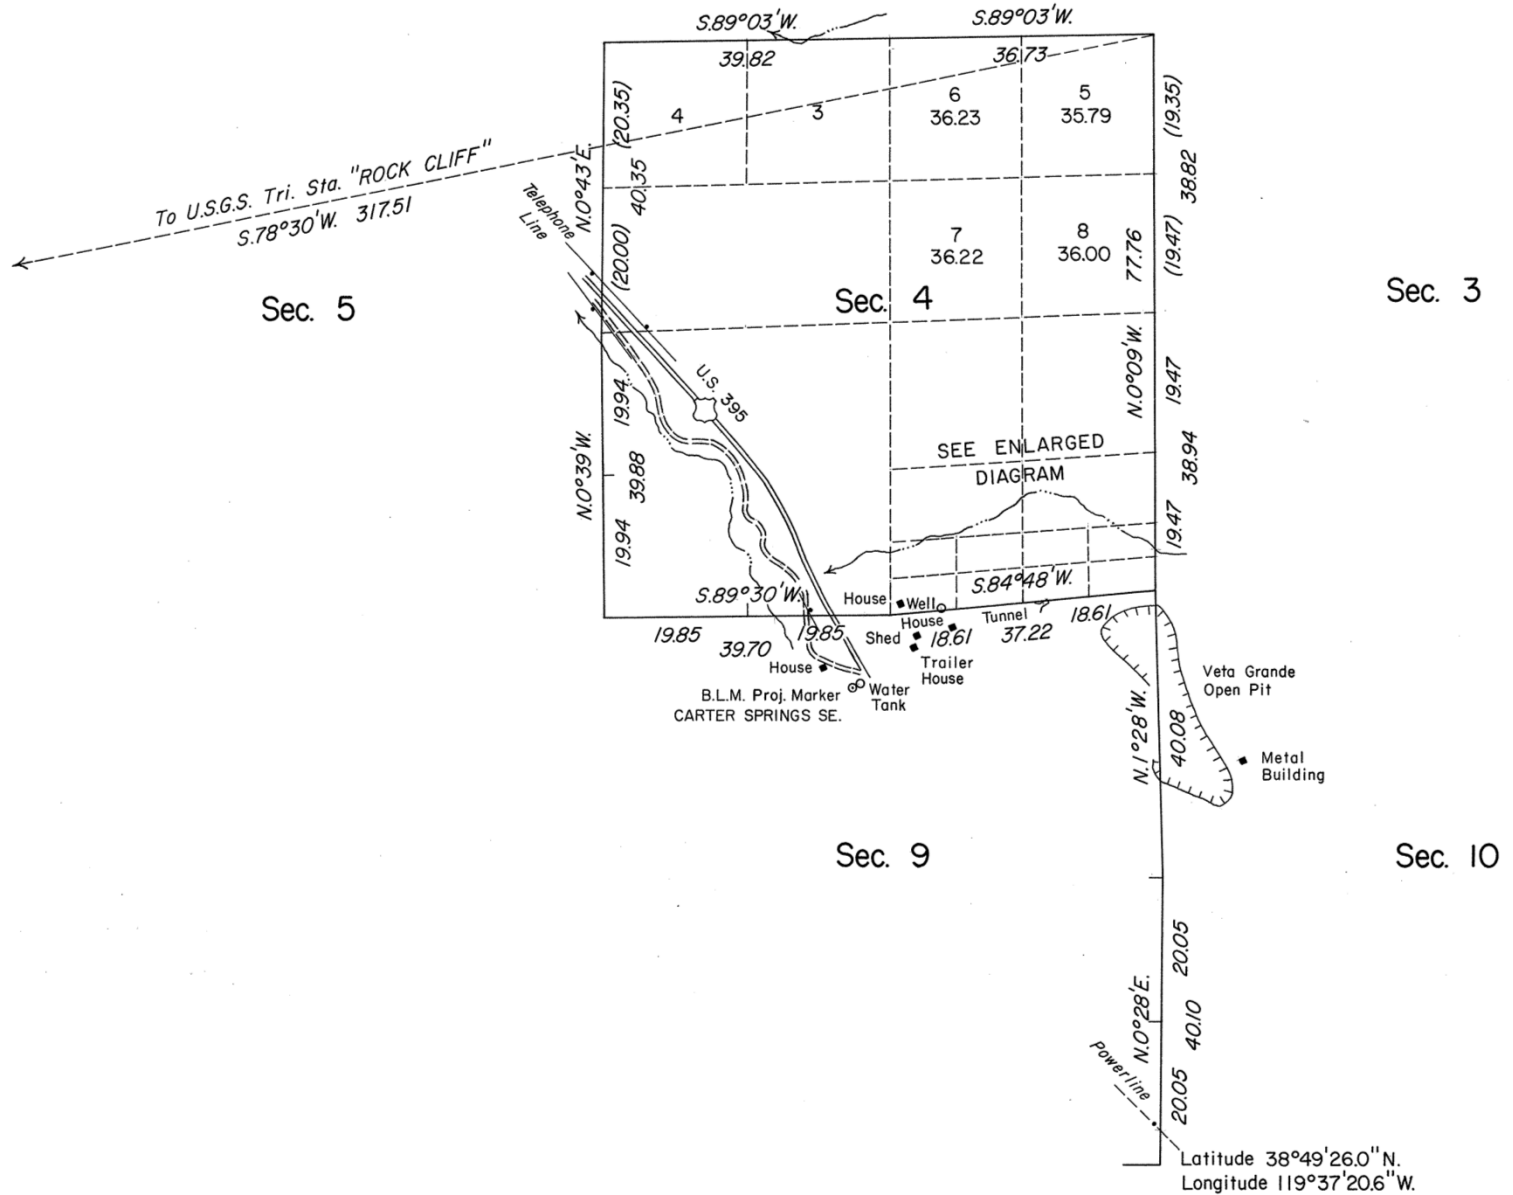 S.89°03'W.
S.89°03'W.
39.82
36.73
(20.35)
4
3
6
36.23
5
35.79
(19.35)
N.0°43'E.
40.35
38.82
To U.S.G.S. Tri. Sta. "ROCK CLIFF"
S.78°30'W. 317.51
Telephone
Line
(20.00)
7
36.22
8
36.00
77.76
(19.47)
Sec. 5
Sec. 4
Sec. 3
U.S. 395
N.0°09'W.
19.47
19.94
N.0°39'W.
39.88
SEE ENLARGED
DIAGRAM
38.94
19.94
19.47
S.89°30'W.
S.84°48'W.
House
Well
House
Tunnel
18.61
19.85
39.70
19.85
Shed
18.61
37.22
Trailer
House
House
B.L.M. Proj. Marker
CARTER SPRINGS SE.
Water
Tank
Veta Grande
Open Pit
N.1°28'W.
40.08
Metal
Building
Sec. 9
Sec. 10
20.05
N.0°28'E.
40.10
Powerline
20.05
Latitude 38°49'26.0"N.
Longitude 119°37'20.6"W.